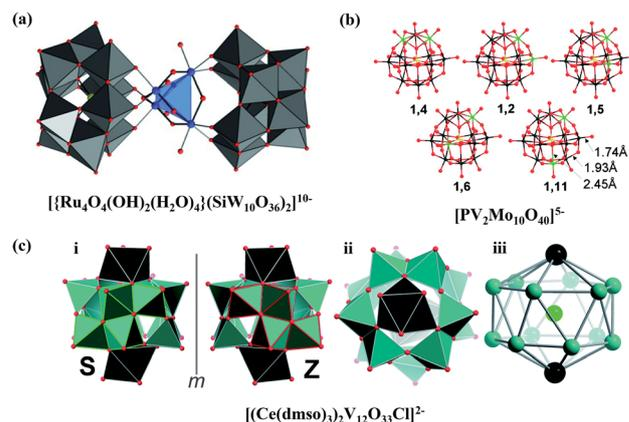 (a)
[{Ru4O4(OH)2(H2O)4}(SiW10O36)2]10-
(b)
1,4 1,2 1,5
1,6 1,11
1.74Å
1.93Å
2.45Å
[PV2Mo10O40]5-
(c) i ii iii
S m Z
[(Ce(dmso)3)2V12O33Cl]2-